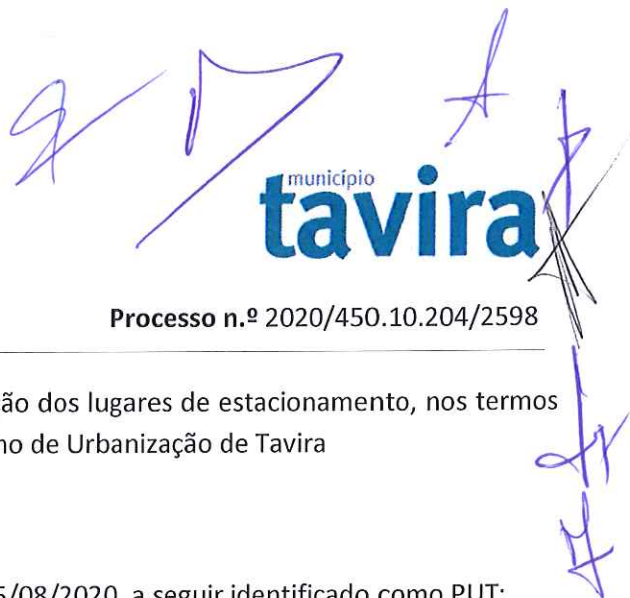 município
tavira
Processo n.º 2020/450.10.204/2598
ção dos lugares de estacionamento, nos termos
no de Urbanização de Tavira
5/08/2020, a seguir identificado como PUT;